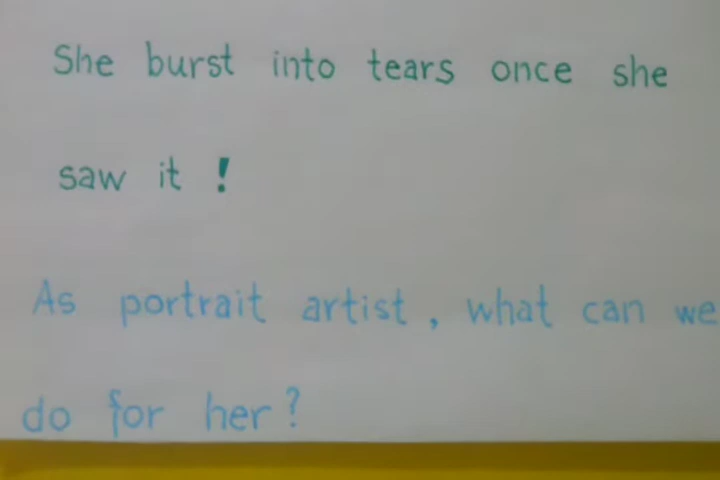 She burst into tears once she
saw it !
As portrait artist, what can we
do for her?